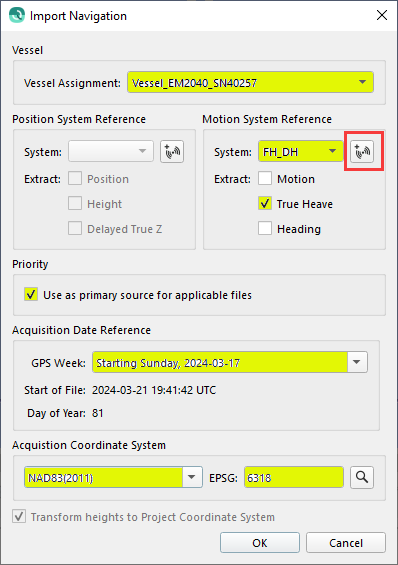 Import Navigation
Vessel
Vessel Assignment: Vessel_EM2040_SN40257
Position System Reference
System:
Extract: Position
Height
Delayed True Z
Motion System Reference
System: FH_DH
Extract: Motion
True Heave
Heading
Priority
Use as primary source for applicable files
Acquisition Date Reference
GPS Week: Starting Sunday, 2024-03-17
Start of File: 2024-03-21 19:41:42 UTC
Day of Year: 81
Acquistion Coordinate System
NAD83(2011) EPSG: 6318
Transform heights to Project Coordinate System
OK Cancel